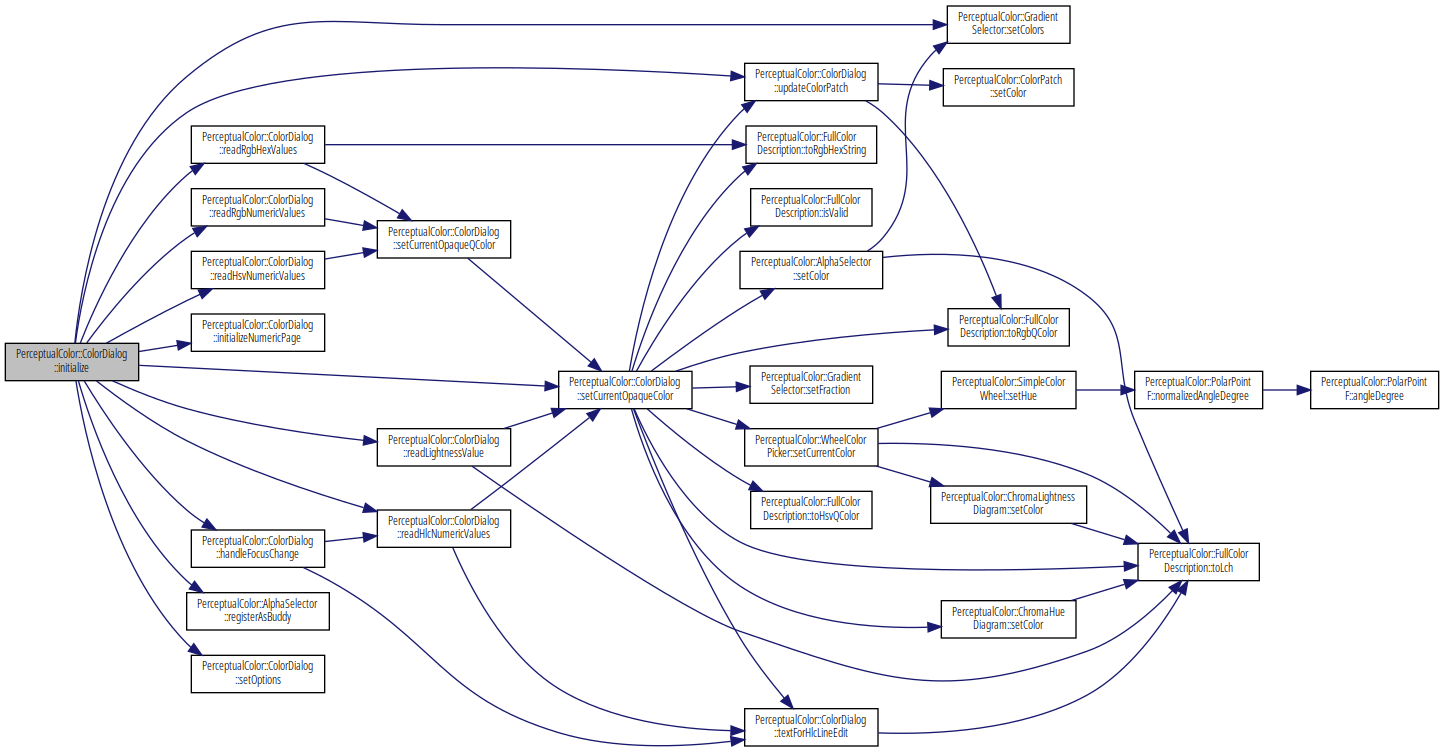 PerceptualColor::ColorDialog
::initialize
PerceptualColor::ColorDialog
::readRgbHexValues
PerceptualColor::ColorDialog
::readRgbNumericValues
PerceptualColor::ColorDialog
::readHsvNumericValues
PerceptualColor::ColorDialog
::initializeNumericPage
PerceptualColor::ColorDialog
::handleFocusChange
PerceptualColor::AlphaSelector
::registerAsBuddy
PerceptualColor::ColorDialog
::setOptions
PerceptualColor::ColorDialog
::setCurrentOpaqueQColor
PerceptualColor::ColorDialog
::readLightnessValue
PerceptualColor::ColorDialog
::readHlcNumericValues
PerceptualColor::ColorDialog
::setCurrentOpaqueColor
PerceptualColor::ColorDialog
::updateColorPatch
PerceptualColor::FullColor
Description::toRgbHexString
PerceptualColor::FullColor
Description::isValid
PerceptualColor::AlphaSelector
::setColor
PerceptualColor::Gradient
Selector::setFraction
PerceptualColor::WheelColor
Picker::setCurrentColor
PerceptualColor::FullColor
Description::toHsvQColor
PerceptualColor::ColorDialog
::textForHlcLineEdit
PerceptualColor::Gradient
Selector::setColors
PerceptualColor::ColorPatch
::setColor
PerceptualColor::FullColor
Description::toRgbQColor
PerceptualColor::SimpleColor
Wheel::setHue
PerceptualColor::ChromaLightness
Diagram::setColor
PerceptualColor::ChromaHue
Diagram::setColor
PerceptualColor::PolarPoint
F::normalizedAngleDegree
PerceptualColor::FullColor
Description::toLch
PerceptualColor::PolarPoint
F::angleDegree